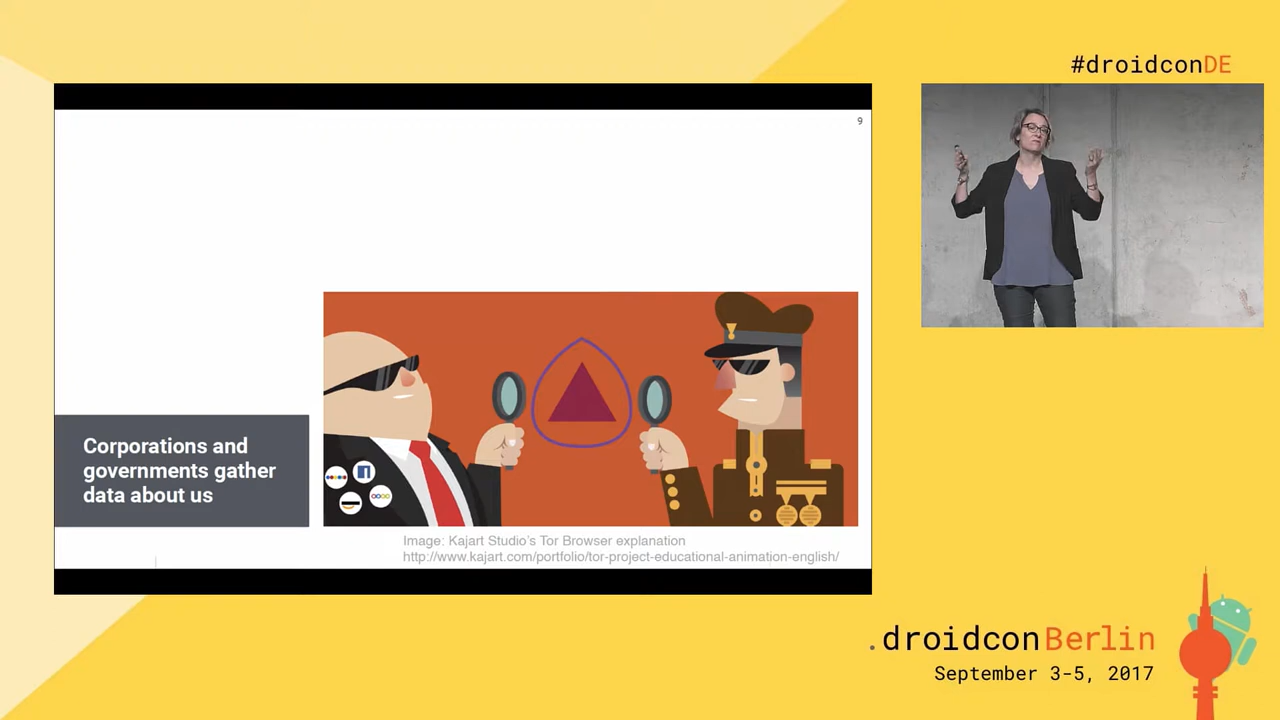 #droidconDE
9
Corporations and
governments gather
data about us
Image: Kajart Studio's Tor Browser explanation
http://www.kajart.com/portfolio/tor-project-educational-animation-english/
.droidconBerlin
September 3-5, 2017